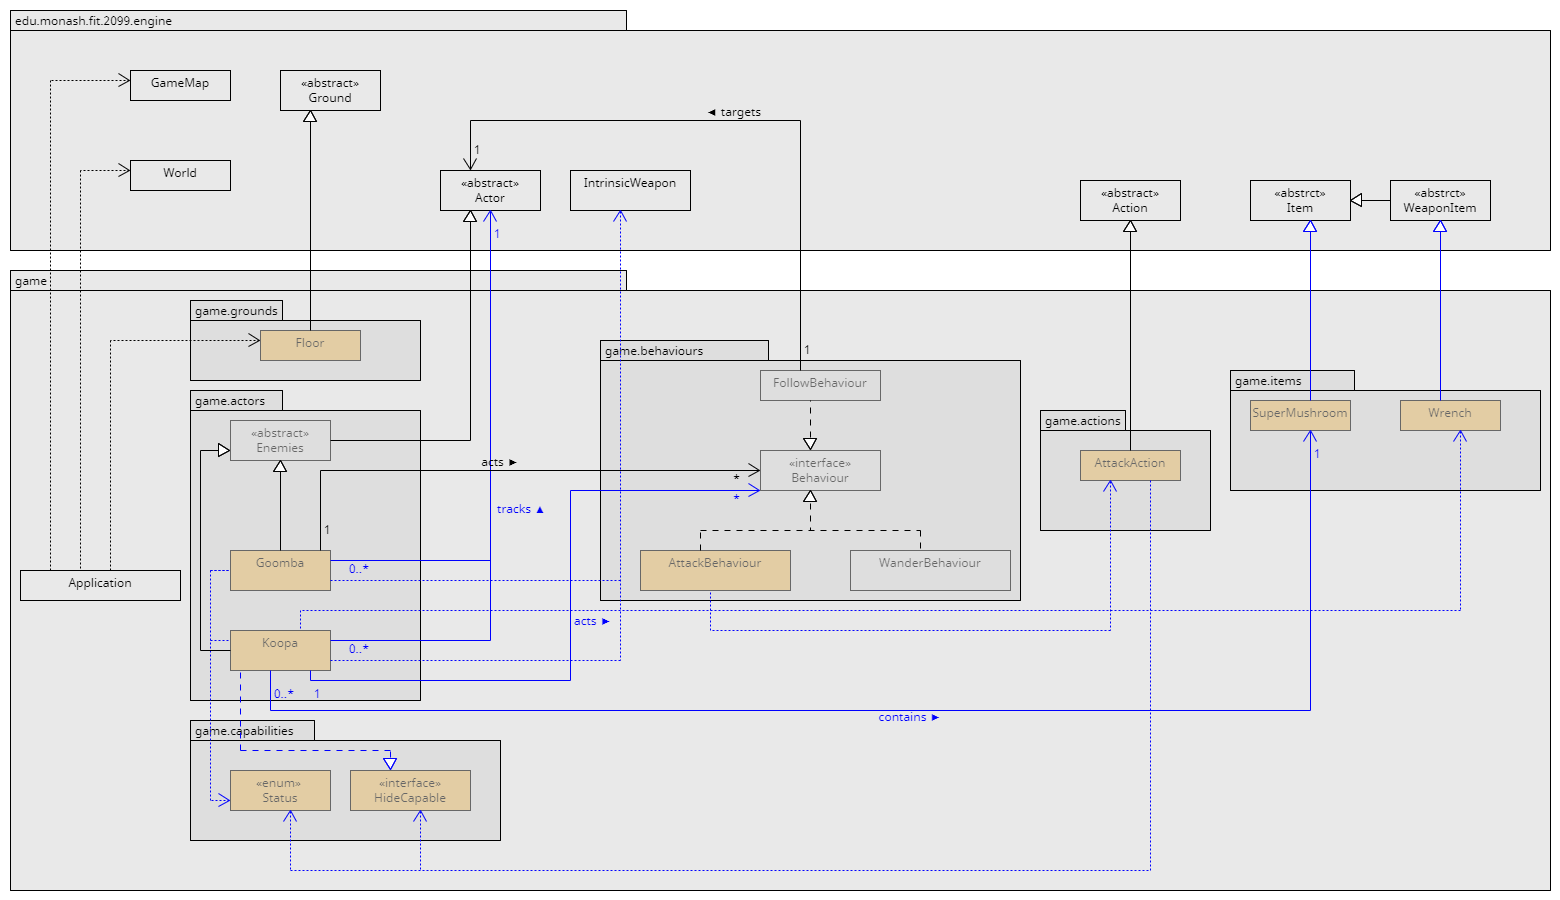 edu.monash.fit.2099.engine
GameMap
«abstract»
Ground
◄ targets
1
World
«abstract»
Actor
IntrinsicWeapon
«abstract»
Action
«abstrct»
Item
«abstrct»
WeaponItem
1
game
game.grounds
Floor
game.behaviours
1
FollowBehaviour
game.actors
«abstract»
Enemies
acts ►
*
*
«interface»
Behaviour
game.actions
AttackAction
game.items
SuperMushroom
Wrench
1
tracks ▲
1
Goomba
0..*
AttackBehaviour
WanderBehaviour
Application
acts ►
Koopa
0..*
0..*
1
contains ►
game.capabilities
«enum»
Status
«interface»
HideCapable